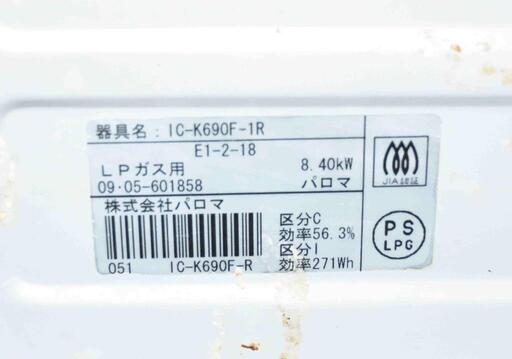 器具名：IC-K690F-1R
E1-2-18
LPガス用 8.40kW
09・05-601858 パロマ
JIA認証
株式会社パロマ
区分C
効率56.3%
区分I
効率271Wh
051 IC-K690F-R
PS
LPG